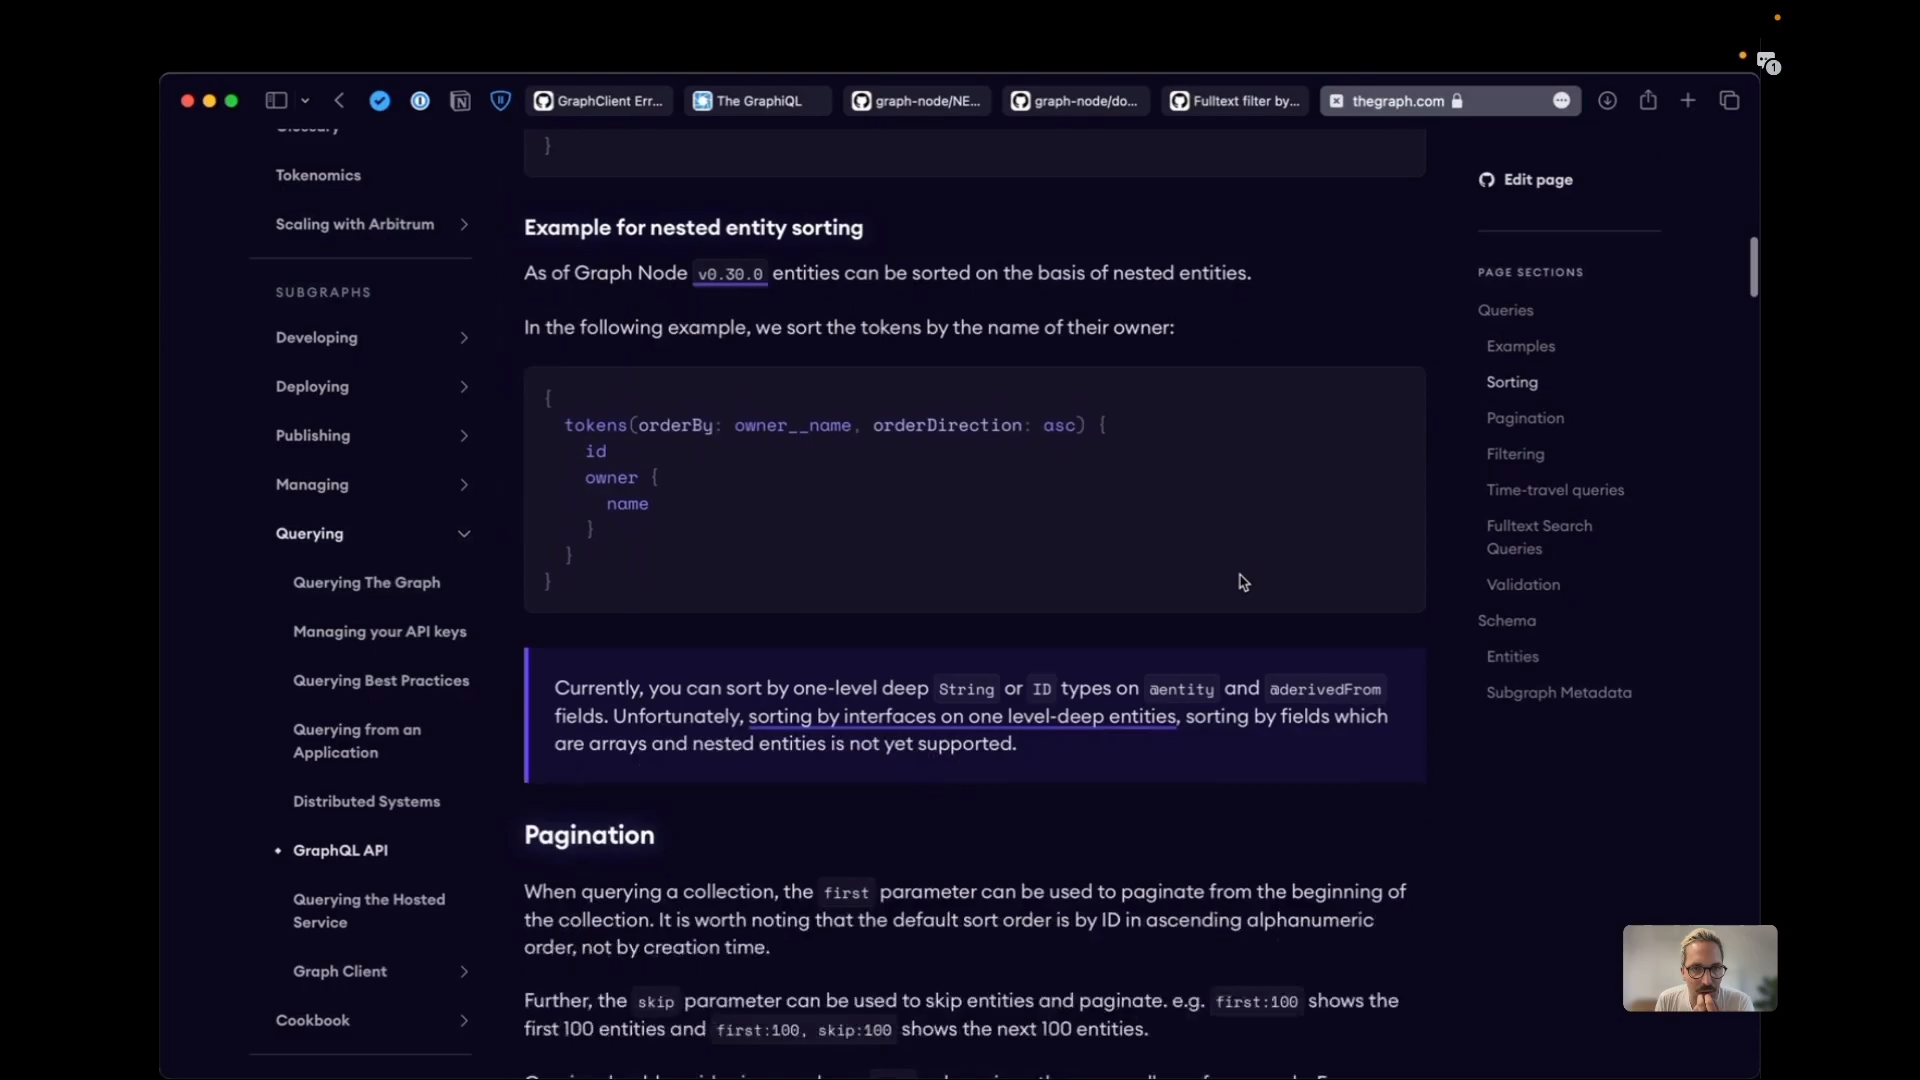 1
GraphClient Err...
The GraphiQL
graph-node/NE...
graph-node/do...
Fulltext filter by...
thegraph.com
Glossary
Tokenomics
Scaling with Arbitrum
SUBGRAPHS
Developing
Deploying
Publishing
Managing
Querying
Querying The Graph
Managing your API keys
Querying Best Practices
Querying from an
Application
Distributed Systems
GraphQL API
Querying the Hosted
Service
Graph Client
Cookbook
}
Example for nested entity sorting
As of Graph Node v0.30.0 entities can be sorted on the basis of nested entities.
In the following example, we sort the tokens by the name of their owner:
{
tokens(orderBy: owner__name, orderDirection: asc) {
id
owner {
name
}
}
}
Currently, you can sort by one-level deep String or ID types on @entity and @derivedFrom
fields. Unfortunately, sorting by interfaces on one level-deep entities, sorting by fields which
are arrays and nested entities is not yet supported.
Pagination
When querying a collection, the first parameter can be used to paginate from the beginning of
the collection. It is worth noting that the default sort order is by ID in ascending alphanumeric
order, not by creation time.
Further, the skip parameter can be used to skip entities and paginate. e.g. first:100 shows the
first 100 entities and first:100, skip:100 shows the next 100 entities.
Edit page
PAGE SECTIONS
Queries
Examples
Sorting
Pagination
Filtering
Time-travel queries
Fulltext Search
Queries
Validation
Schema
Entities
Subgraph Metadata